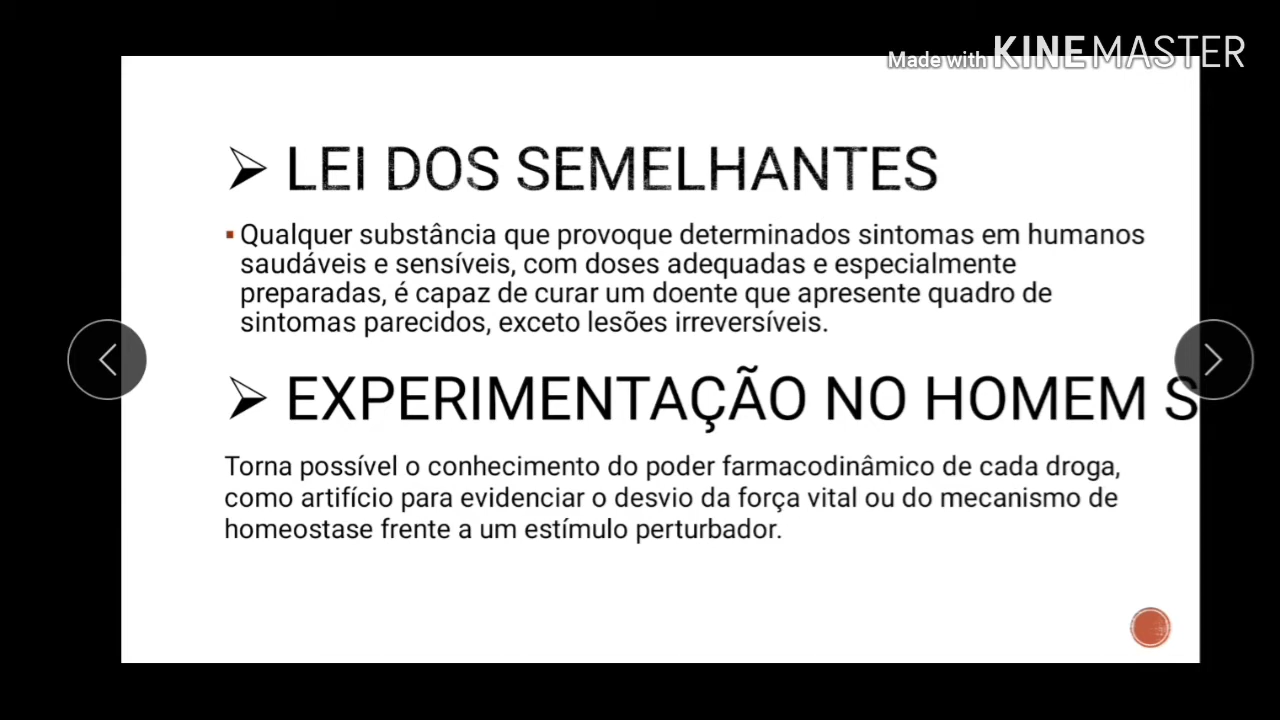 Made with KINEMASTER
LEI DOS SEMELHANTES
Qualquer substância que provoque determinados sintomas em humanos
saudáveis e sensíveis, com doses adequadas e especialmente
preparadas, é capaz de curar um doente que apresente quadro de
sintomas parecidos, exceto lesões irreversíveis.
EXPERIMENTAÇÃO NO HOMEM S
Torna possível o conhecimento do poder farmacodinâmico de cada droga,
como artifício para evidenciar o desvio da força vital ou do mecanismo de
homeostase frente a um estímulo perturbador.